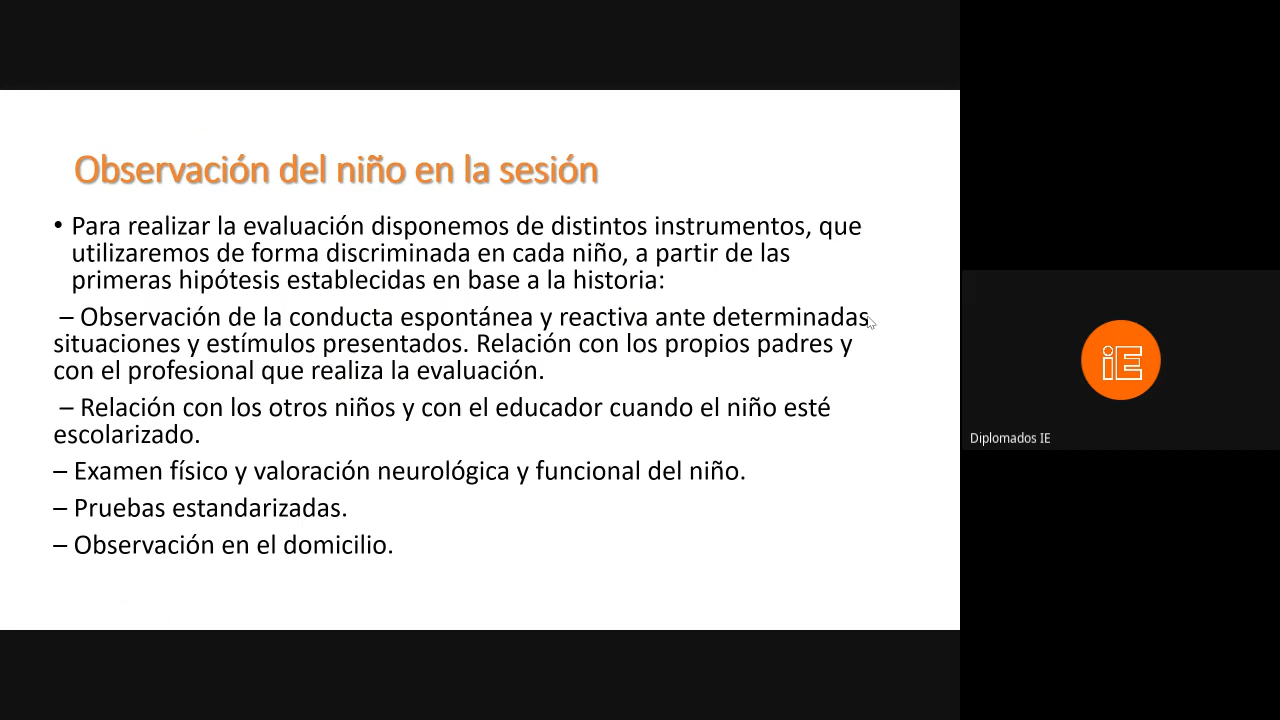 Observación del niño en la sesión
• Para realizar la evaluación disponemos de distintos instrumentos, que
utilizaremos de forma discriminada en cada niño, a partir de las
primeras hipótesis establecidas en base a la historia:
– Observación de la conducta espontánea y reactiva ante determinadas
situaciones y estímulos presentados. Relación con los propios padres y
con el profesional que realiza la evaluación.
– Relación con los otros niños y con el educador cuando el niño esté
escolarizado.
– Examen físico y valoración neurológica y funcional del niño.
– Pruebas estandarizadas.
– Observación en el domicilio.
iE
Diplomados IE